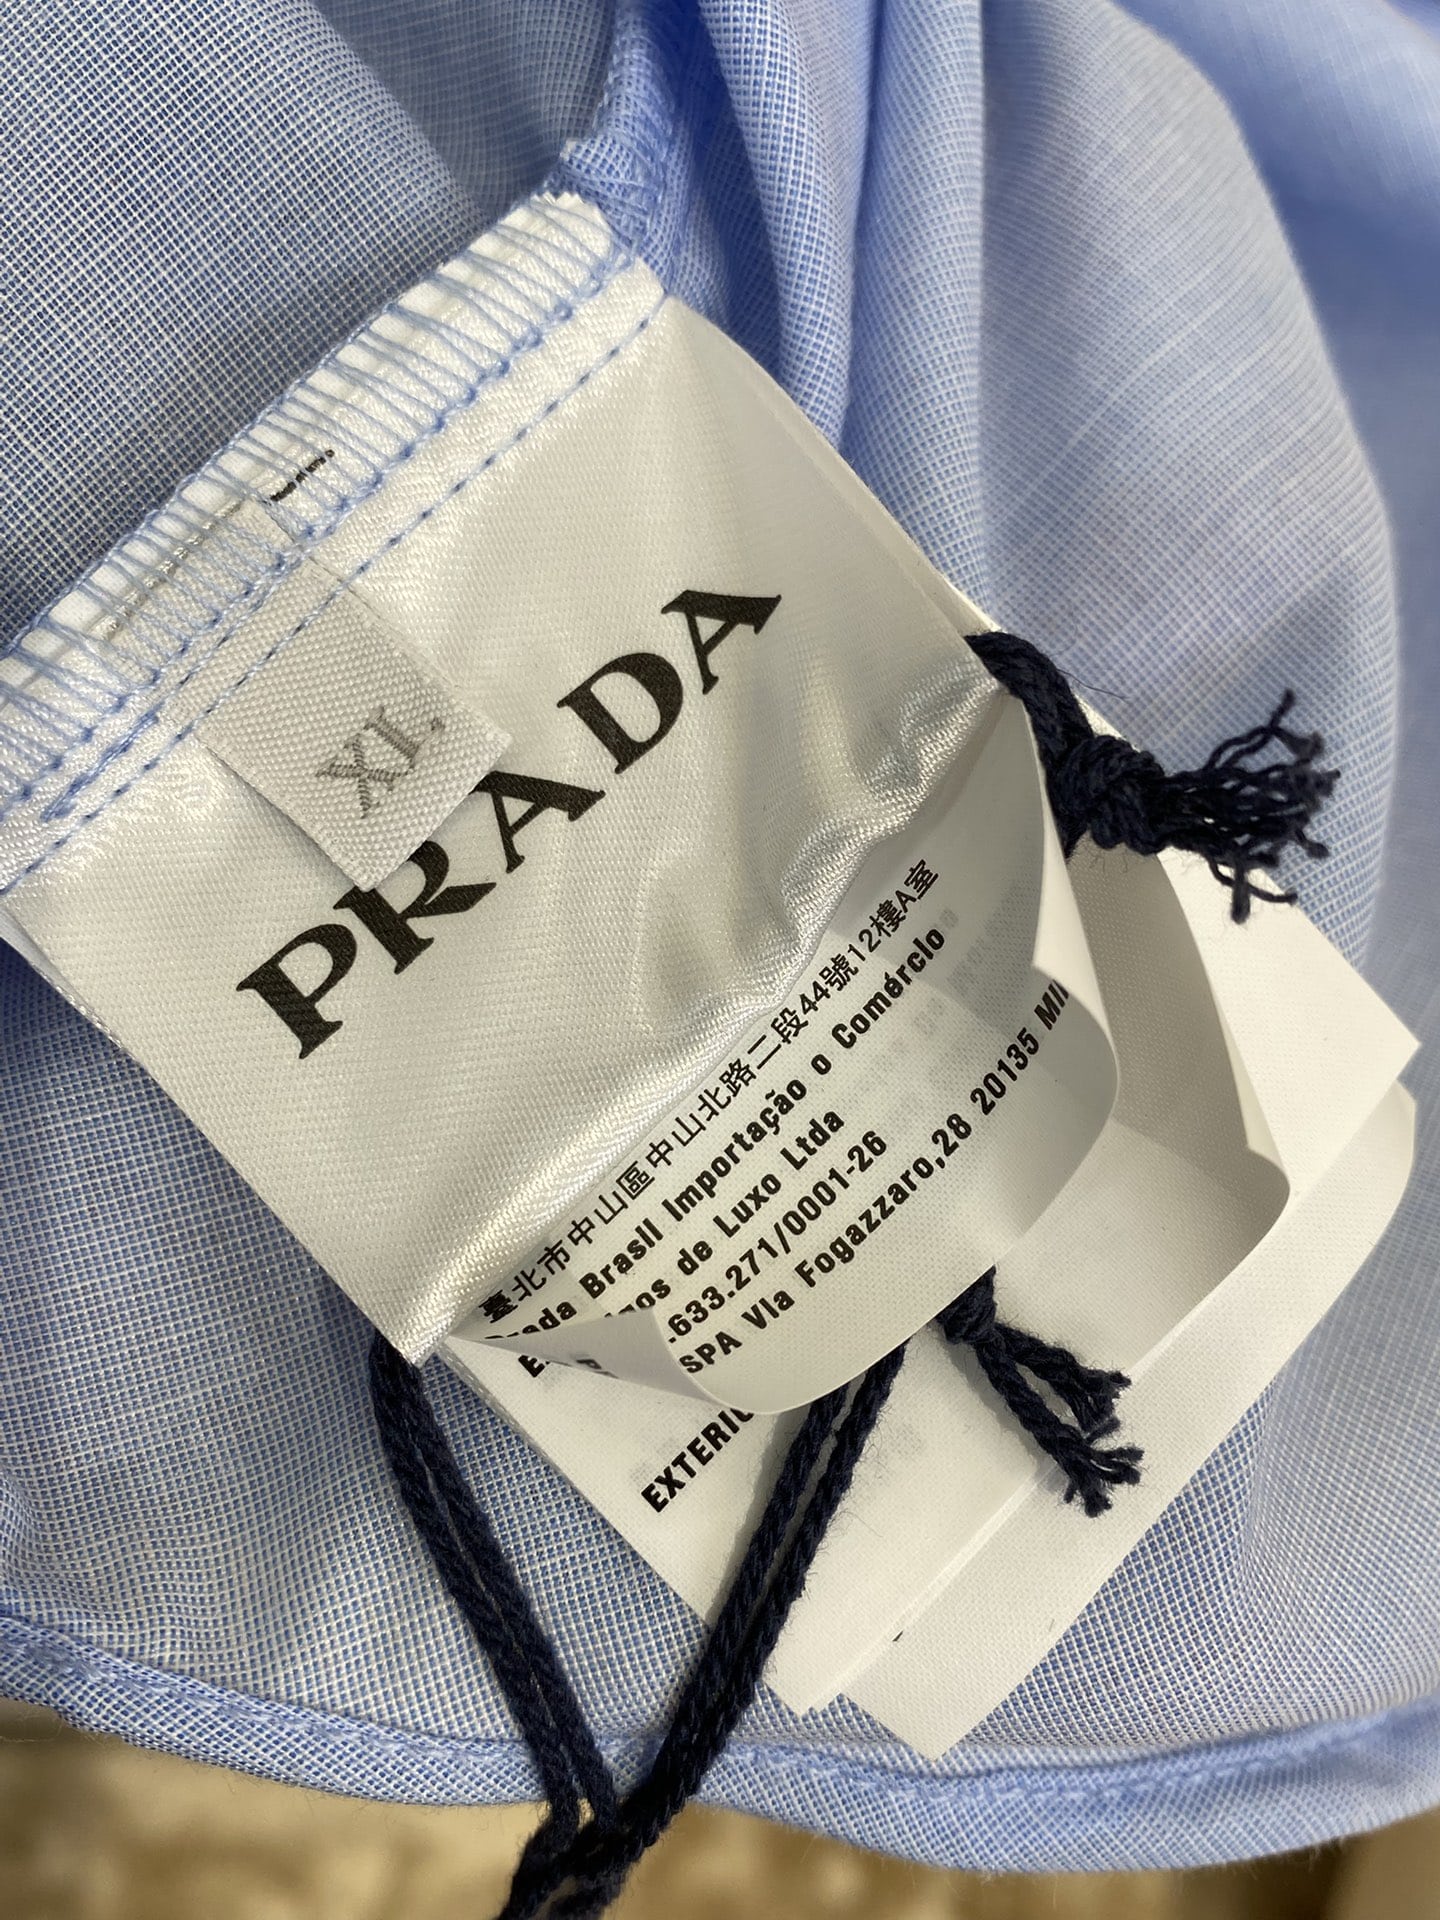 XL
PRADA
臺北市中山區中山北路二段44號12樓A室
Prada BrasIl Importação o ComércIo
de Luxo Ltda
.633.271/0001-26
SPA VIa Fogazzaro,28 20135